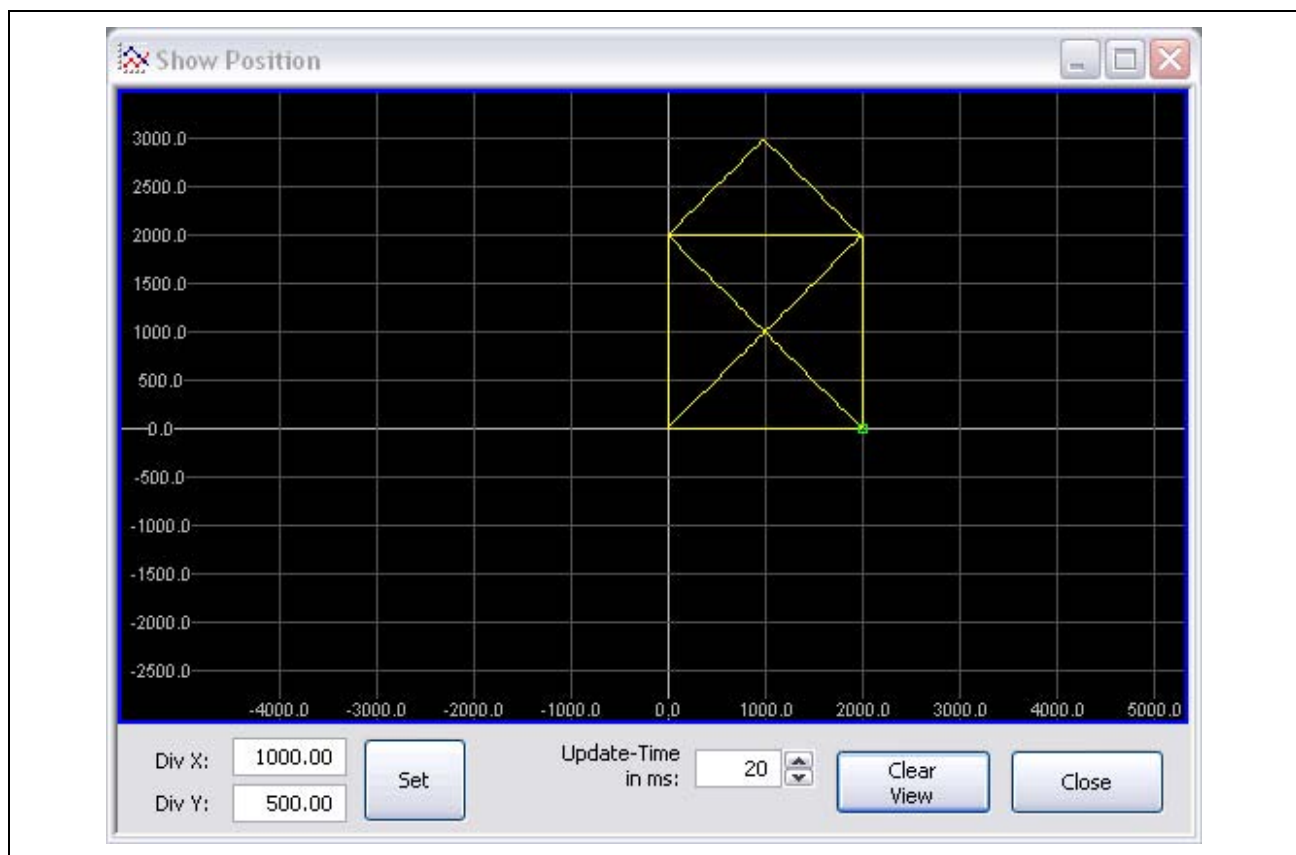 Show Position
3000.0
2500.0
2000.0
1500.0
1000.0
500.0
0.0
-500.0
-1000.0
-1500.0
-2000.0
-2500.0
-4000.0 -3000.0 -2000.0 -1000.0 0.0 1000.0 2000.0 3000.0 4000.0 5000.0
Div X: 1000.00
Div Y: 500.00
Set
Update-Time
in ms: 20
Clear
View
Close